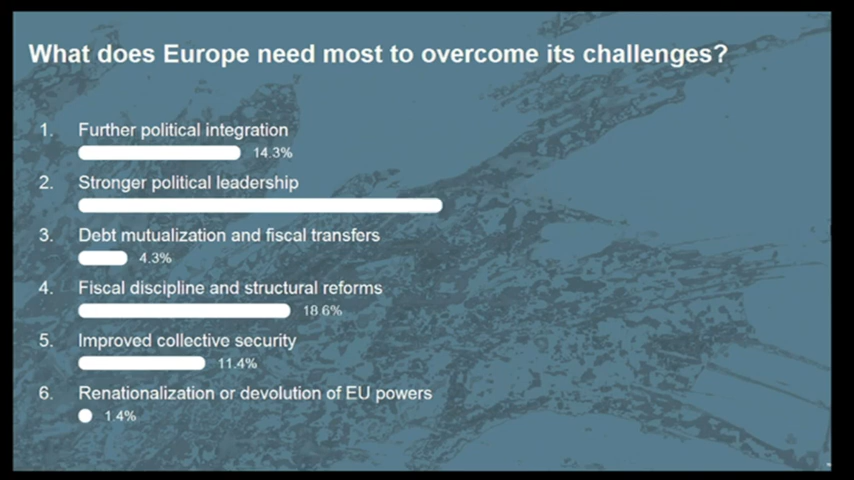 What does Europe need most to overcome its challenges?
1. Further political integration
14.3%
2. Stronger political leadership
3. Debt mutualization and fiscal transfers
4.3%
4. Fiscal discipline and structural reforms
18.6%
5. Improved collective security
11.4%
6. Renationalization or devolution of EU powers
1.4%